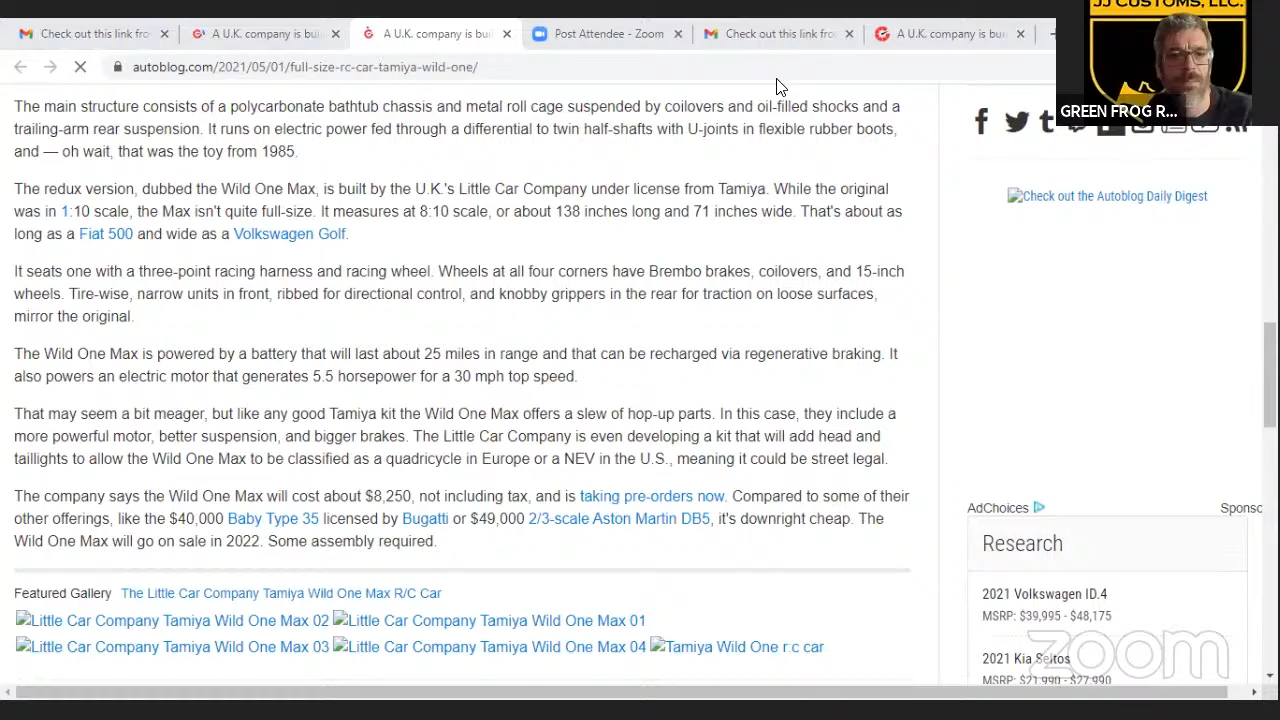 JJ CUSTOMS, LLC.
Check out this link fro
A U.K. company is bui
A U.K. company is bui
Post Attendee - Zoom
Check out this link fro
A U.K. company is bu
autoblog.com/2021/05/01/full-size-rc-car-tamiya-wild-one/
GREEN FROG R...
The main structure consists of a polycarbonate bathtub chassis and metal roll cage suspended by coilovers and oil-filled shocks and a
trailing-arm rear suspension. It runs on electric power fed through a differential to twin half-shafts with U-joints in flexible rubber boots,
and — oh wait, that was the toy from 1985.
The redux version, dubbed the Wild One Max, is built by the U.K.'s Little Car Company under license from Tamiya. While the original
was in 1:10 scale, the Max isn't quite full-size. It measures at 8:10 scale, or about 138 inches long and 71 inches wide. That's about as
long as a Fiat 500 and wide as a Volkswagen Golf.
It seats one with a three-point racing harness and racing wheel. Wheels at all four corners have Brembo brakes, coilovers, and 15-inch
wheels. Tire-wise, narrow units in front, ribbed for directional control, and knobby grippers in the rear for traction on loose surfaces,
mirror the original.
The Wild One Max is powered by a battery that will last about 25 miles in range and that can be recharged via regenerative braking. It
also powers an electric motor that generates 5.5 horsepower for a 30 mph top speed.
That may seem a bit meager, but like any good Tamiya kit the Wild One Max offers a slew of hop-up parts. In this case, they include a
more powerful motor, better suspension, and bigger brakes. The Little Car Company is even developing a kit that will add head and
taillights to allow the Wild One Max to be classified as a quadricycle in Europe or a NEV in the U.S., meaning it could be street legal.
The company says the Wild One Max will cost about $8,250, not including tax, and is taking pre-orders now. Compared to some of their
other offerings, like the $40,000 Baby Type 35 licensed by Bugatti or $49,000 2/3-scale Aston Martin DB5, it's downright cheap. The
Wild One Max will go on sale in 2022. Some assembly required.
Featured Gallery The Little Car Company Tamiya Wild One Max R/C Car
Little Car Company Tamiya Wild One Max 02 Little Car Company Tamiya Wild One Max 01
Little Car Company Tamiya Wild One Max 03 Little Car Company Tamiya Wild One Max 04 Tamiya Wild One r:c car
Check out the Autoblog Daily Digest
AdChoices
Sponso
Research
2021 Volkswagen ID.4
MSRP: $39,995 - $48,175
2021 Kia Seltos
MSRP: $21,990 - $27,990
zoom